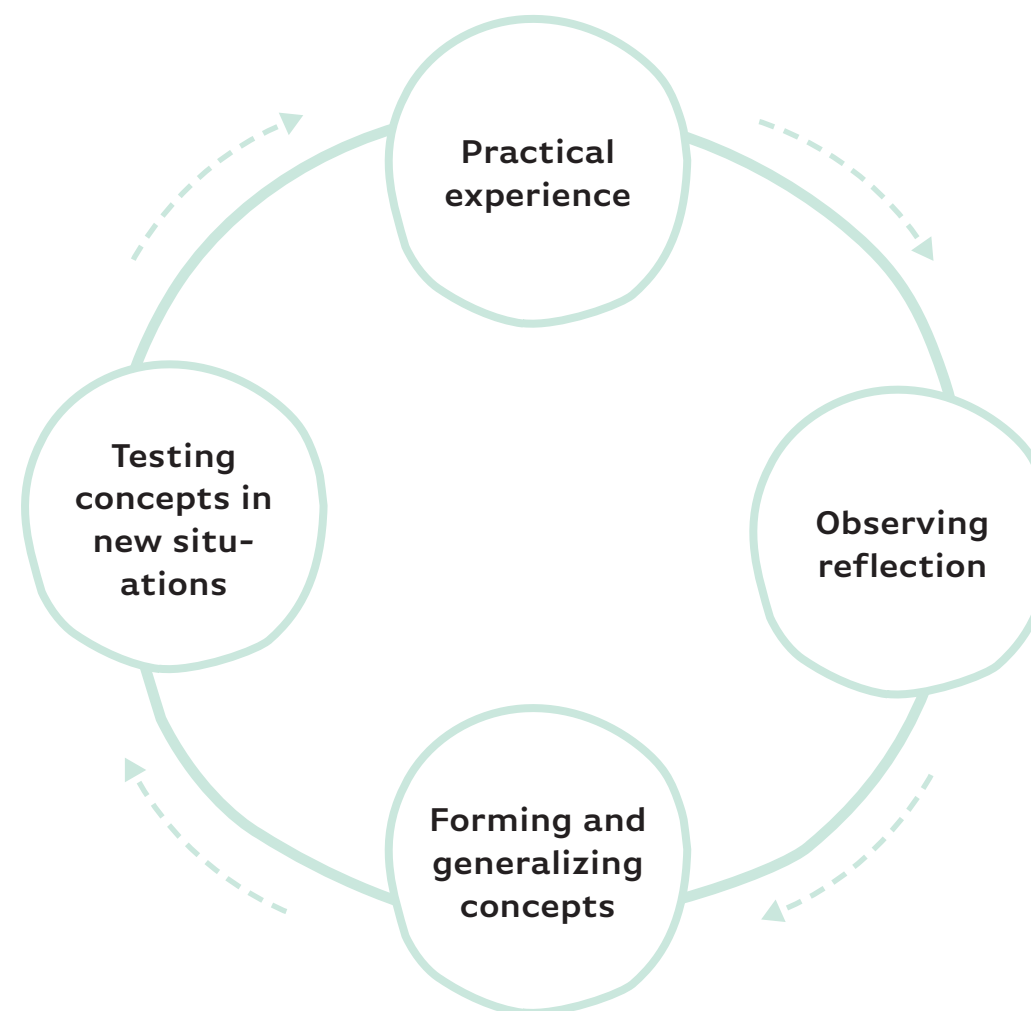 Practical
experience
Observing
reflection
Forming and
generalizing
concepts
Testing
concepts in
new situ-
ations